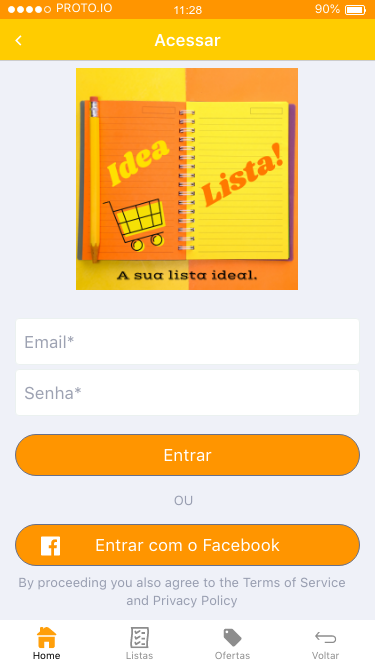 PROTO.IO 11:28 90%
Acessar
Idea
Lista!
A sua lista ideal.
Email*
Senha*
Entrar
OU
Entrar com o Facebook
By proceeding you also agree to the Terms of Service
and Privacy Policy
Home Listas Ofertas Voltar